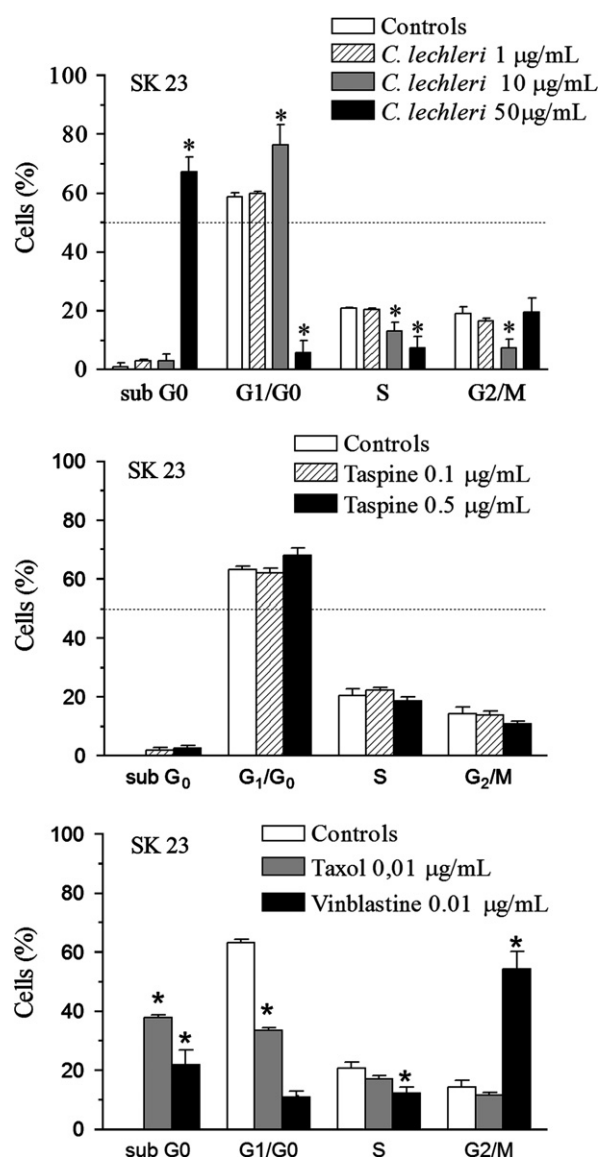 Controls
C. lechleri 1 µg/mL
C. lechleri 10 µg/mL
C. lechleri 50µg/mL
SK 23
Cells (%)
100
80
60
40
20
0
* * * * * *
sub G0 G1/G0 S G2/M
Controls
Taspine 0.1 µg/mL
Taspine 0.5 µg/mL
SK 23
Cells (%)
100
80
60
40
20
0
sub G₀ G₁/G₀ S G₂/M
Controls
Taxol 0,01 µg/mL
Vinblastine 0.01 µg/mL
SK 23
Cells (%)
100
80
60
40
20
0
* * * * *
sub G0 G1/G0 S G2/M